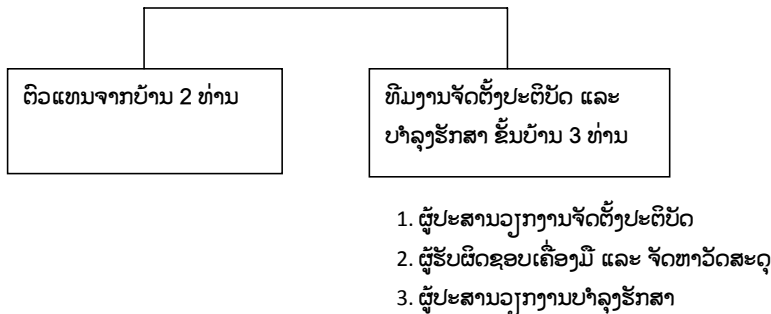 ຕົວແທນຈາກບ້ານ 2 ທ່ານ
ທີມງານຈັດຕັ້ງປະຕິບັດ ແລະ
ບຳລຸງຮັກສາ ຂັ້ນບ້ານ 3 ທ່ານ
1. ຜູ້ປະສານວຽກງານຈັດຕັ້ງປະຕິບັດ
2. ຜູ້ຮັບຜິດຊອບເຄື່ອງມື ແລະ ຈັດຫາວັດສະດຸ
3. ຜູ້ປະສານວຽກງານບຳລຸງຮັກສາ